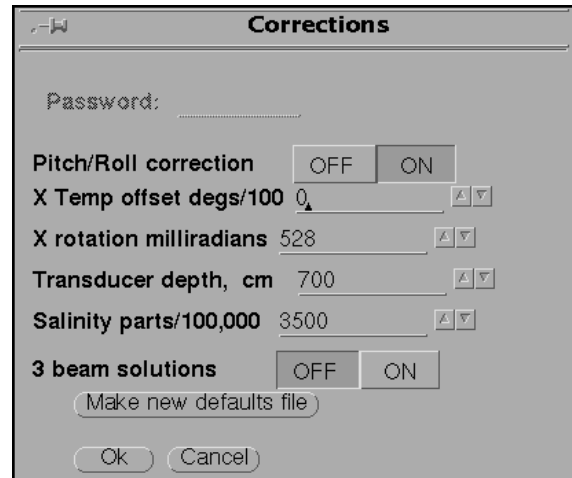 Corrections
Password:
Pitch/Roll correction OFF ON
X Temp offset degs/100 0
X rotation milliradians 528
Transducer depth, cm 700
Salinity parts/100,000 3500
3 beam solutions OFF ON
Make new defaults file
Ok Cancel